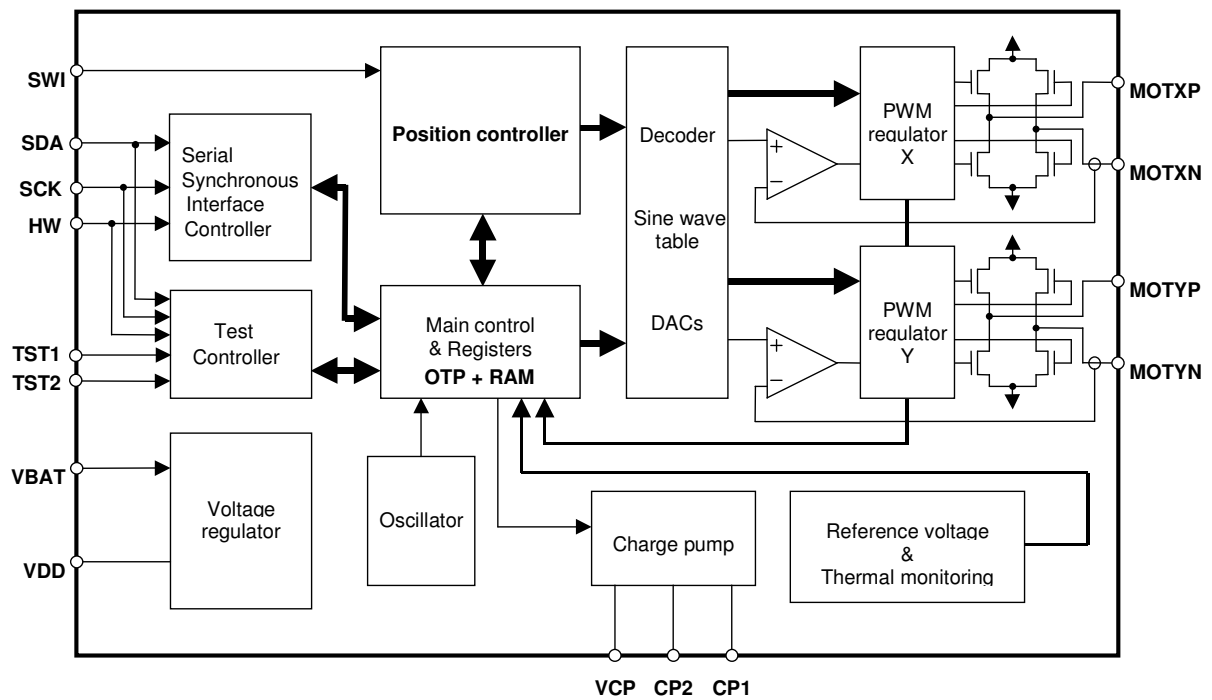 SWI
SDA
SCK
HW
TST1
TST2
VBAT
VDD
Serial
Synchronous
Interface
Controller
Test
Controller
Voltage
regulator
Position controller
Main control
& Registers
OTP + RAM
Oscillator
Charge pump
Decoder
Sine wave
table
DACs
+
−
+
−
PWM
regulator
X
PWM
regulator
Y
Reference voltage
&
Thermal monitoring
MOTXP
MOTXN
MOTYP
MOTYN
VCP
CP2
CP1